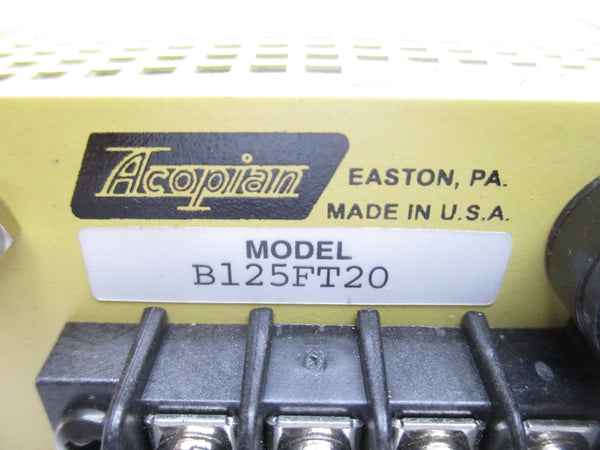 Acopian
EASTON, PA.
MADE IN U.S.A.
MODEL
B125FT20